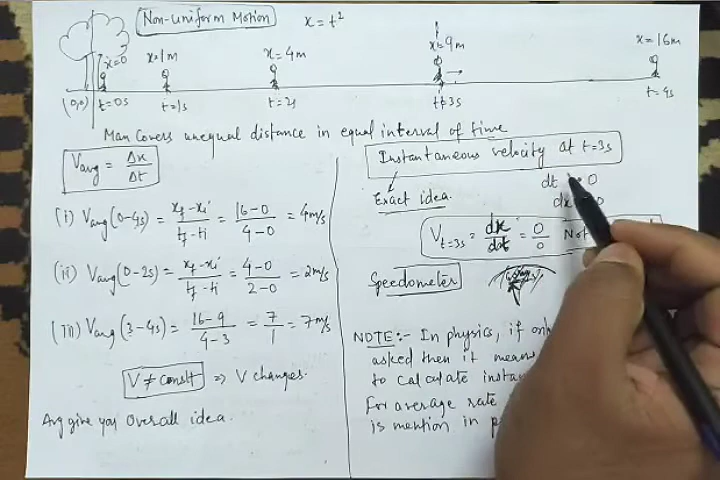 Non-Uniform Motion x = t²
x=0 x=1m x=4m x=9m x=16m
(0,0) t=0s t=1s t=2s t=3s t=4s
Man Covers unequal distance in equal interval of time
Vavg = Δx/Δt
(i) Vavg(0-4s) = xf-xi/tf-ti = 16-0/4-0 = 4m/s
(ii) Vavg(0-2s) = xf-xi/tf-ti = 4-0/2-0 = 2m/s
(iii) Vavg(3-4s) = 16-9/4-3 = 7/1 = 7m/s
V ≠ const ⇒ V changes.
Avg give you Overall idea.
Instantaneous velocity at t=3s
Exact idea.
dt 0
dx 0
Vt=3s = dx/dt = 0/0 Not
Speedometer
NOTE:- In physics, if only
asked then it means
to calculate
For average rate
is mention in